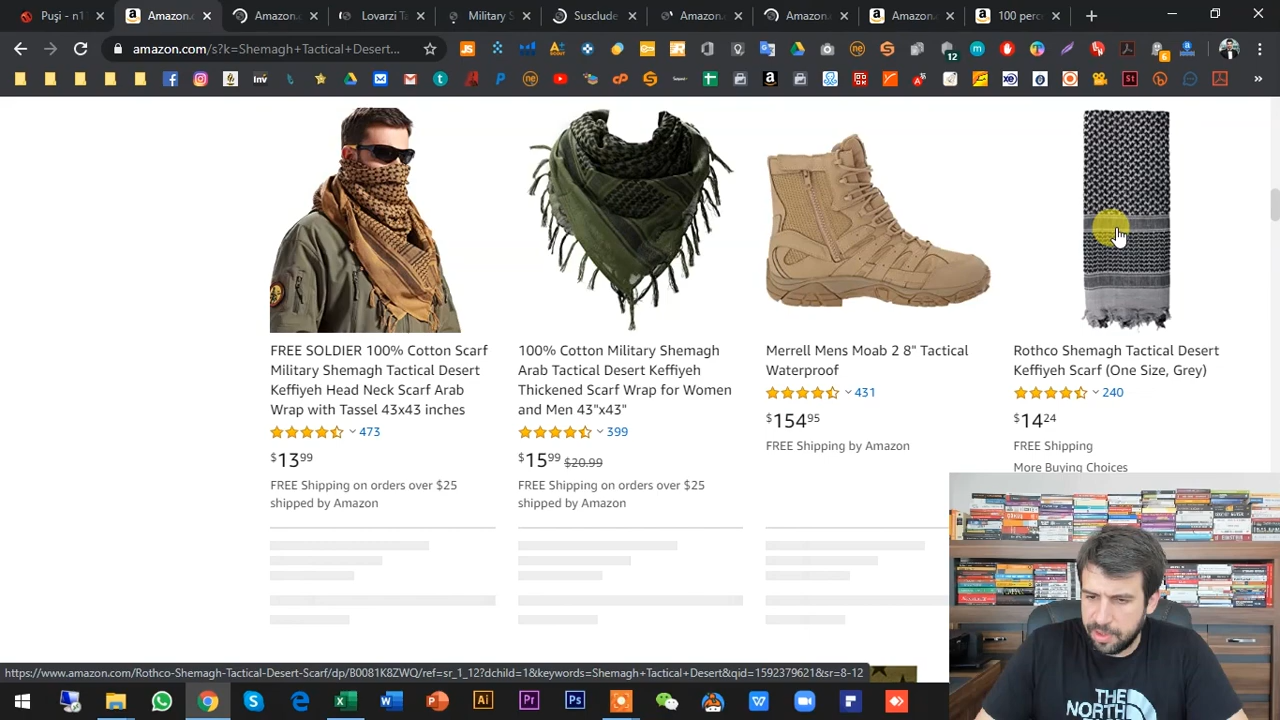 Puşi - n1
Amazon.c
Amazon.c
Lovarzi Ta
Military S
Susclude
Amazon.
Amazon.c
Amazon.
100 perc
amazon.com/s?k=Shemagh+Tactical+Desert...
FREE SOLDIER 100% Cotton Scarf
Military Shemagh Tactical Desert
Keffiyeh Head Neck Scarf Arab
Wrap with Tassel 43x43 inches
473
$13 99
FREE Shipping on orders over $25
shipped by Amazon
100% Cotton Military Shemagh
Arab Tactical Desert Keffiyeh
Thickened Scarf Wrap for Women
and Men 43"x43"
399
$15 99 $20.99
FREE Shipping on orders over $25
shipped by Amazon
Merrell Mens Moab 2 8" Tactical
Waterproof
431
$154 95
FREE Shipping by Amazon
Rothco Shemagh Tactical Desert
Keffiyeh Scarf (One Size, Grey)
240
$14 24
FREE Shipping
More Buying Choices
https://www.amazon.com/Rothco-Shemagh-Tactical-Desert-Scarf/dp/B0081K8ZWQ/ref=sr_1_12?dchild=1&keywords=Shemagh+Tactical+Desert&qid=1592379621&sr=8-12
THE
NORTH